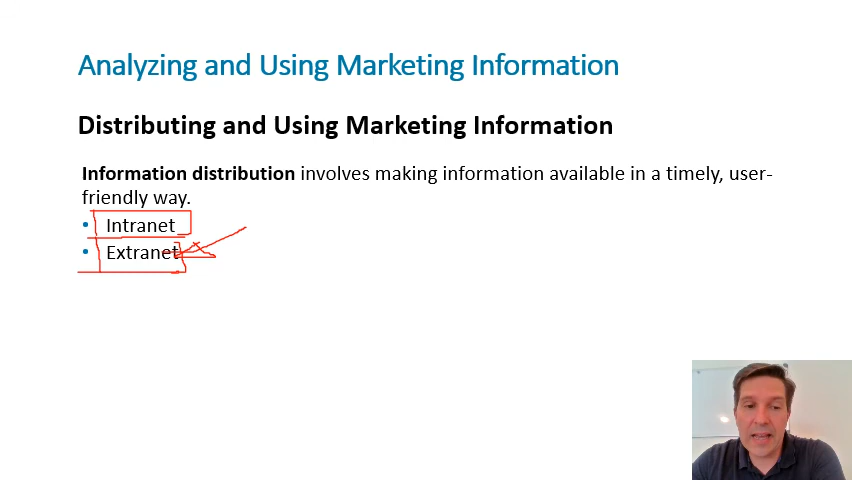 Analyzing and Using Marketing Information
Distributing and Using Marketing Information
Information distribution involves making information available in a timely, user-
friendly way.
• Intranet
• Extranet